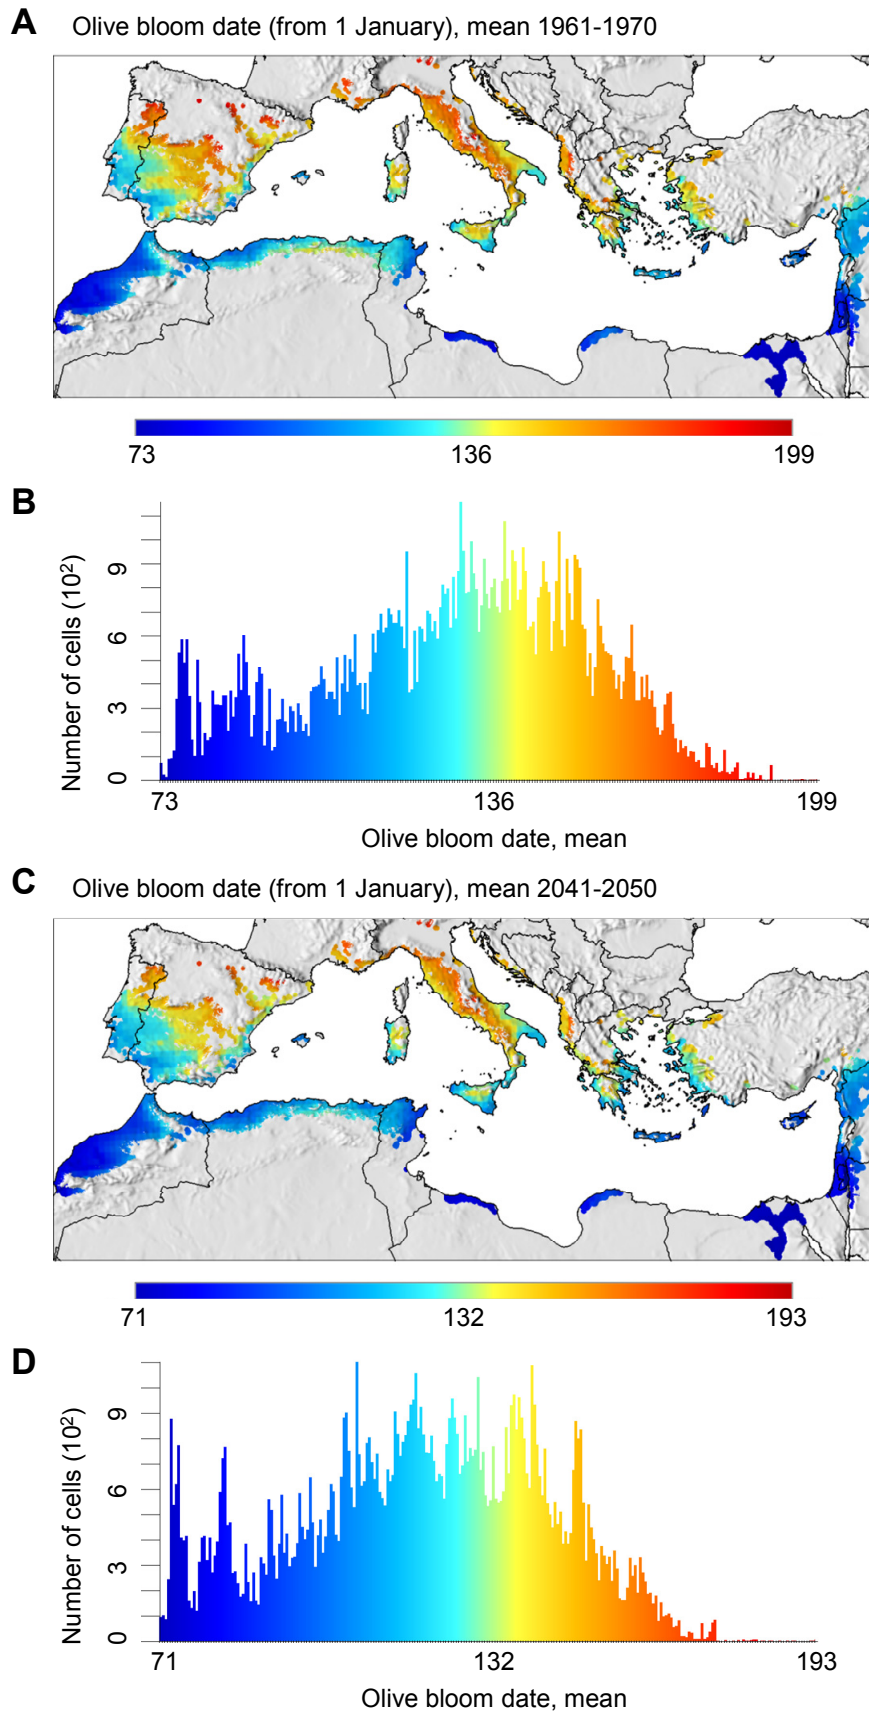 A Olive bloom date (from 1 January), mean 1961-1970
73 136 199
B
Number of cells (10²)
9
6
3
0
73 136 199
Olive bloom date, mean
C Olive bloom date (from 1 January), mean 2041-2050
71 132 193
D
Number of cells (10²)
9
6
3
0
71 132 193
Olive bloom date, mean